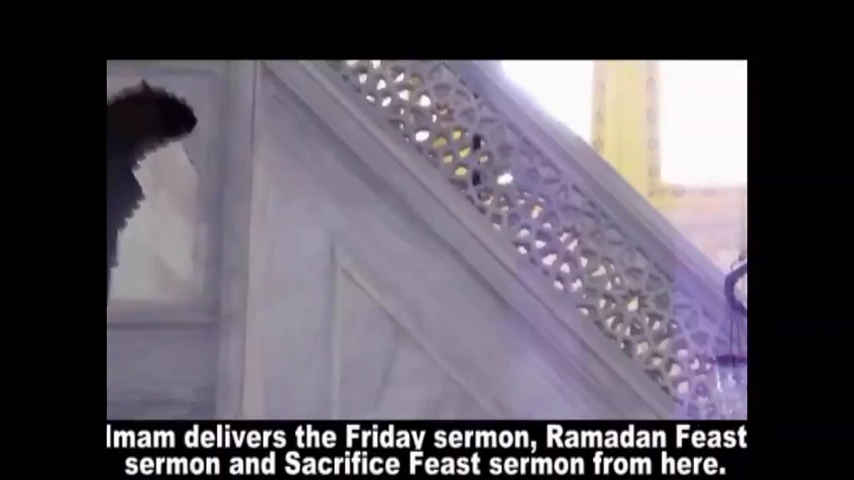 Imam delivers the Friday sermon, Ramadan Feast
sermon and Sacrifice Feast sermon from here.